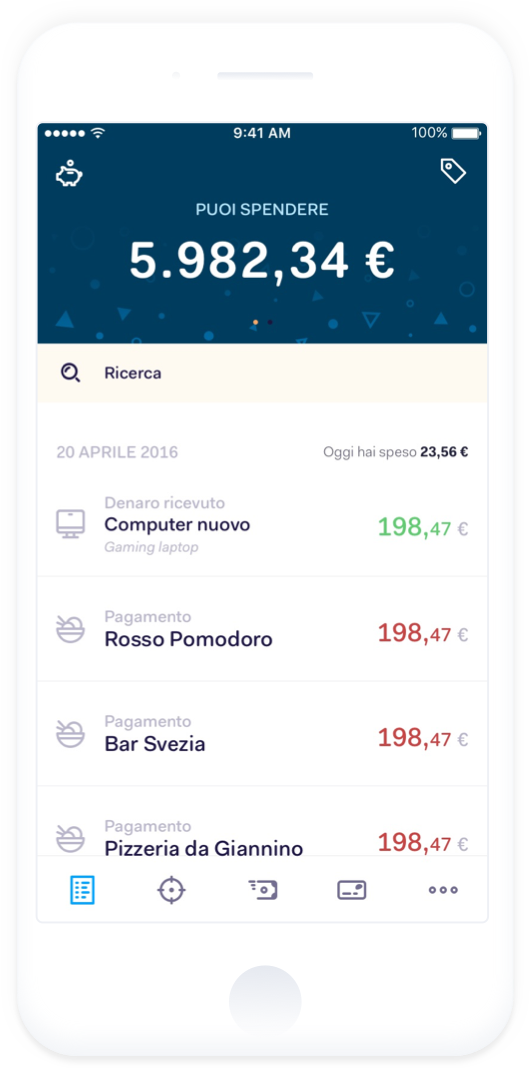 9:41 AM 100%
PUOI SPENDERE
5.982,34 €
Ricerca
20 APRILE 2016 Oggi hai speso 23,56 €
Denaro ricevuto
Computer nuovo 198,47 €
Gaming laptop
Pagamento
Rosso Pomodoro 198,47 €
Pagamento
Bar Svezia 198,47 €
Pagamento
Pizzeria da Giannino 198,47 €